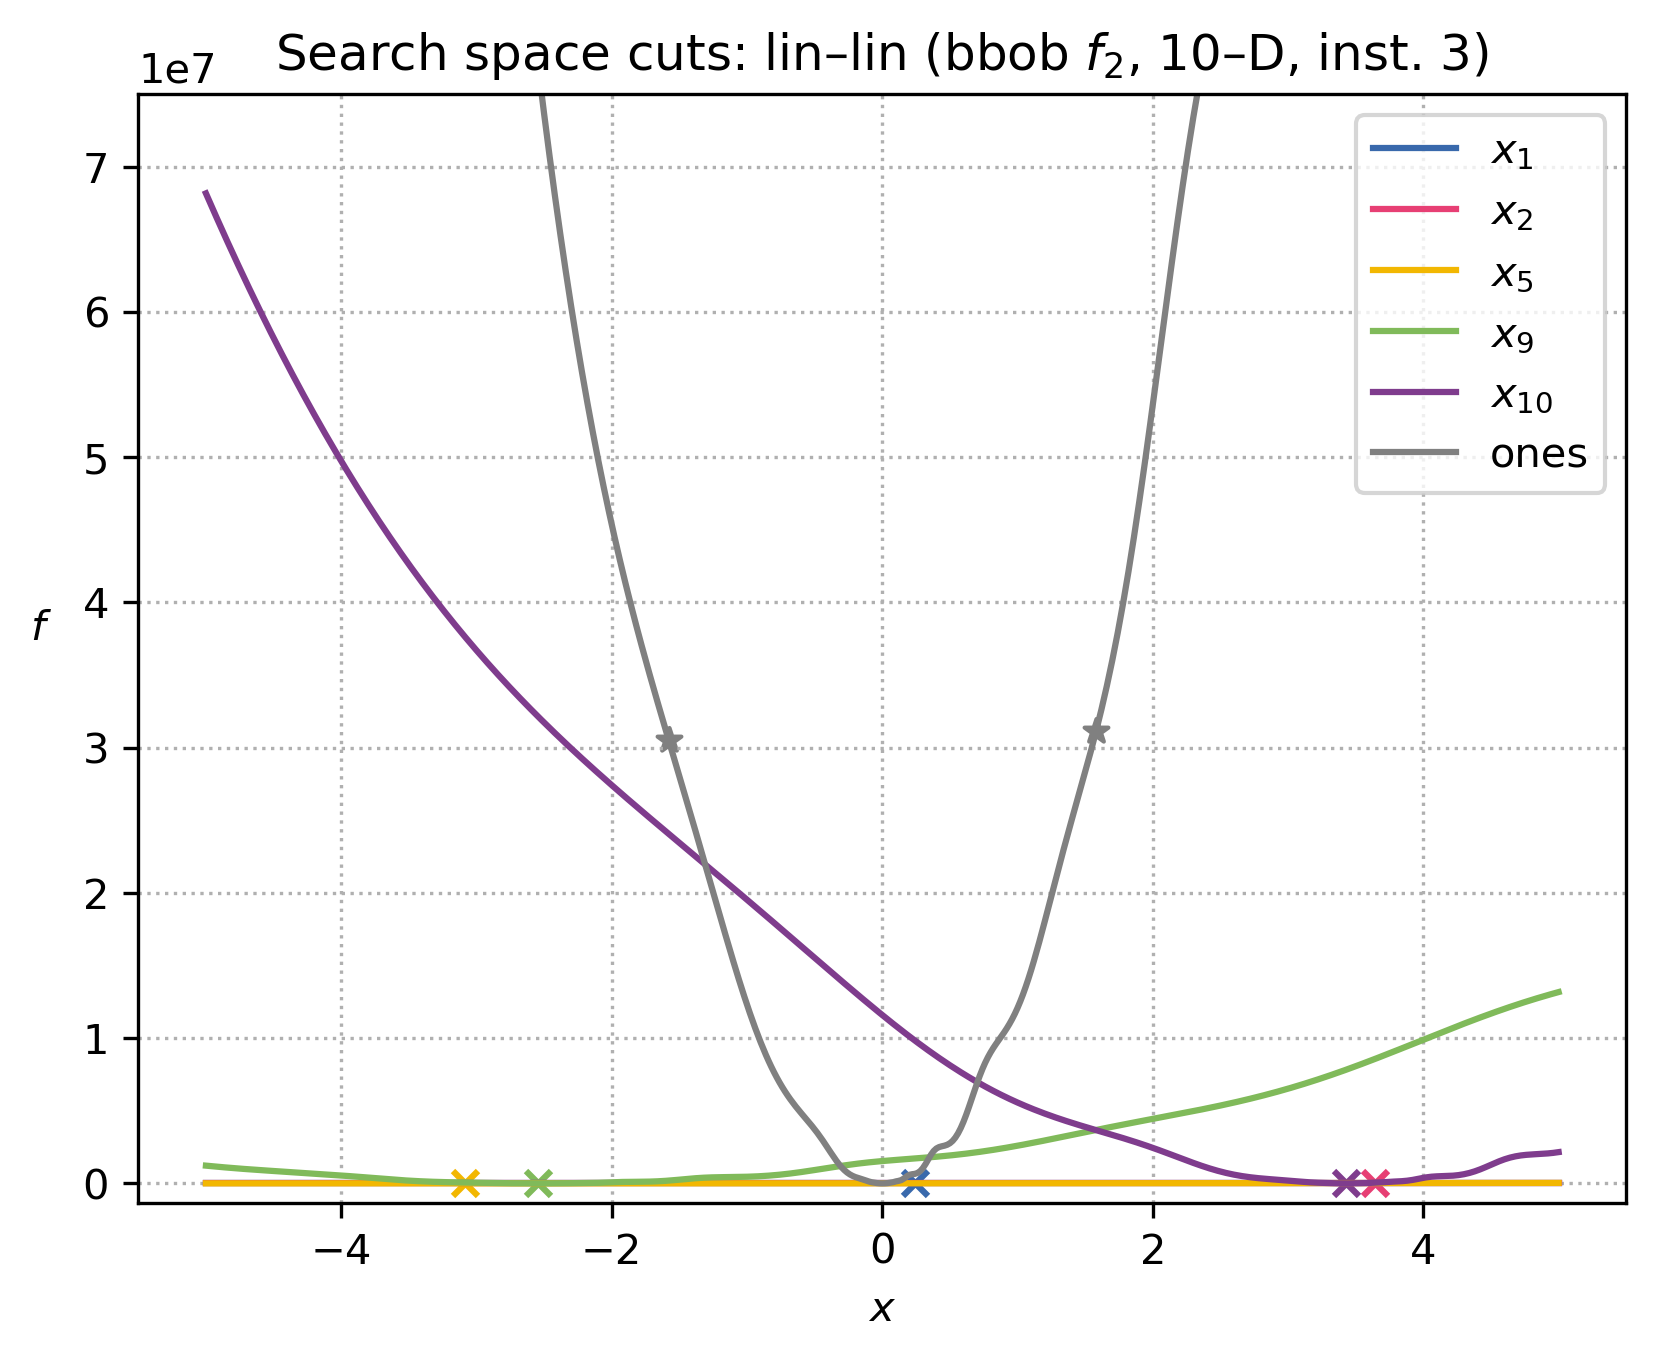 Search space cuts: lin–lin (bbob f₂, 10–D, inst. 3)
1e7
7
6
5
4
3
2
1
0
f
−4
−2
0
2
4
x
x₁
x₂
x₅
x₉
x₁₀
ones